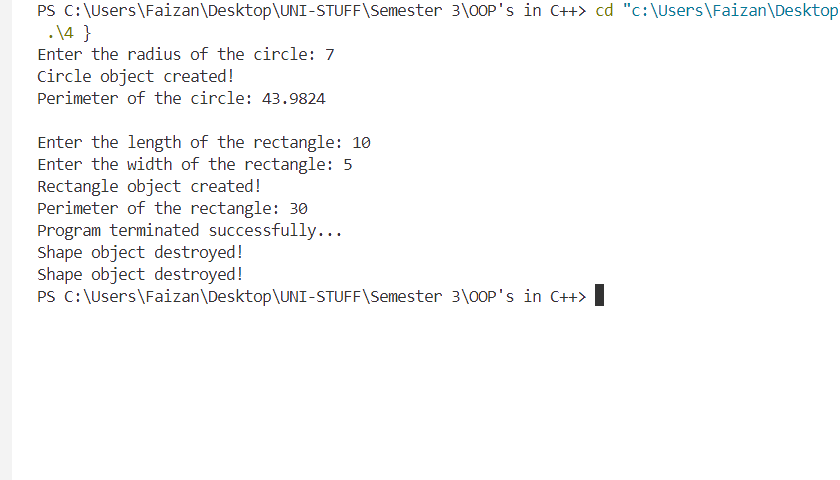 PS C:\Users\Faizan\Desktop\UNI-STUFF\Semester 3\OOP's in C++> cd "c:\Users\Faizan\Desktop
.\4 }
Enter the radius of the circle: 7
Circle object created!
Perimeter of the circle: 43.9824
Enter the length of the rectangle: 10
Enter the width of the rectangle: 5
Rectangle object created!
Perimeter of the rectangle: 30
Program terminated successfully...
Shape object destroyed!
Shape object destroyed!
PS C:\Users\Faizan\Desktop\UNI-STUFF\Semester 3\OOP's in C++>